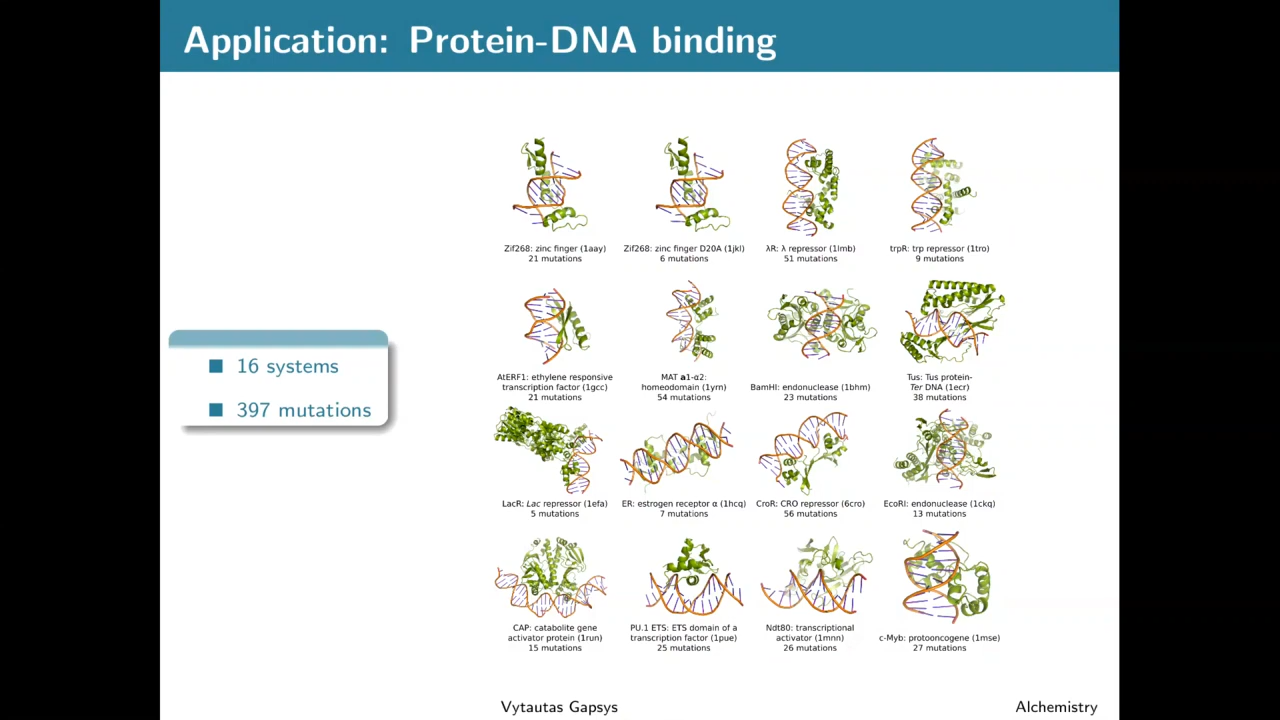 Application: Protein-DNA binding
16 systems
397 mutations
Zif268: zinc finger (1aay)
21 mutations
Zif268: zinc finger D20A (1jkl)
6 mutations
λR: λ repressor (1lmb)
51 mutations
trpR: trp repressor (1tro)
9 mutations
AtERF1: ethylene responsive
transcription factor (1gcc)
21 mutations
MAT a1-α2:
homeodomain (1yrn)
54 mutations
BamHI: endonuclease (1bhm)
23 mutations
Tus: Tus protein-
Ter DNA (1ecr)
38 mutations
LacR: Lac repressor (1efa)
5 mutations
ER: estrogen receptor α (1hcq)
7 mutations
CroR: CRO repressor (6cro)
56 mutations
EcoRI: endonuclease (1ckq)
13 mutations
CAP: catabolite gene
activator protein (1run)
15 mutations
PU.1 ETS: ETS domain of a
transcription factor (1pue)
25 mutations
Ndt80: transcriptional
activator (1mnn)
26 mutations
c-Myb: protooncogene (1mse)
27 mutations
Vytautas Gapsys
Alchemistry